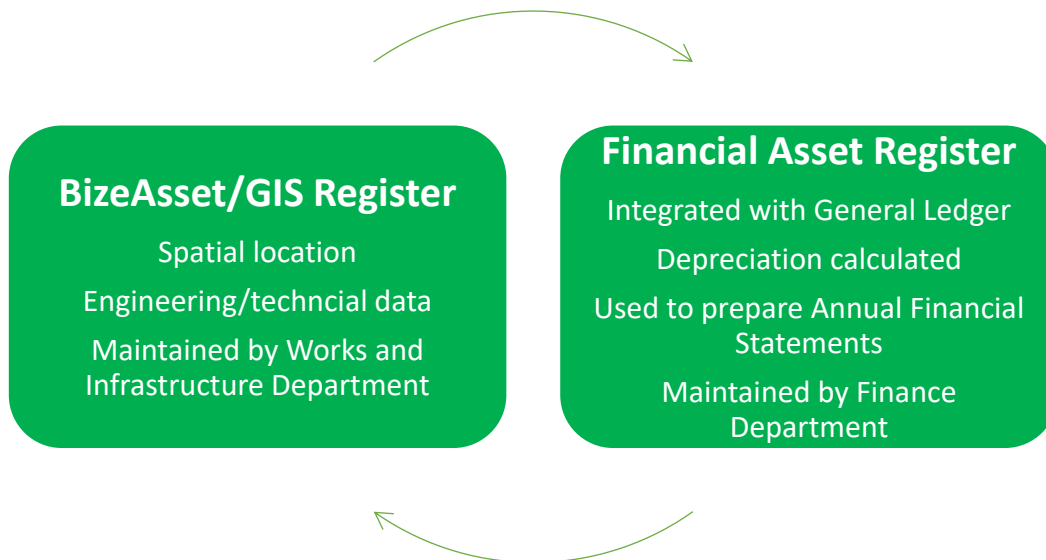 BizeAsset/GIS Register
Spatial location
Engineering/techncial data
Maintained by Works and
Infrastructure Department
Financial Asset Register
Integrated with General Ledger
Depreciation calculated
Used to prepare Annual Financial
Statements
Maintained by Finance
Department